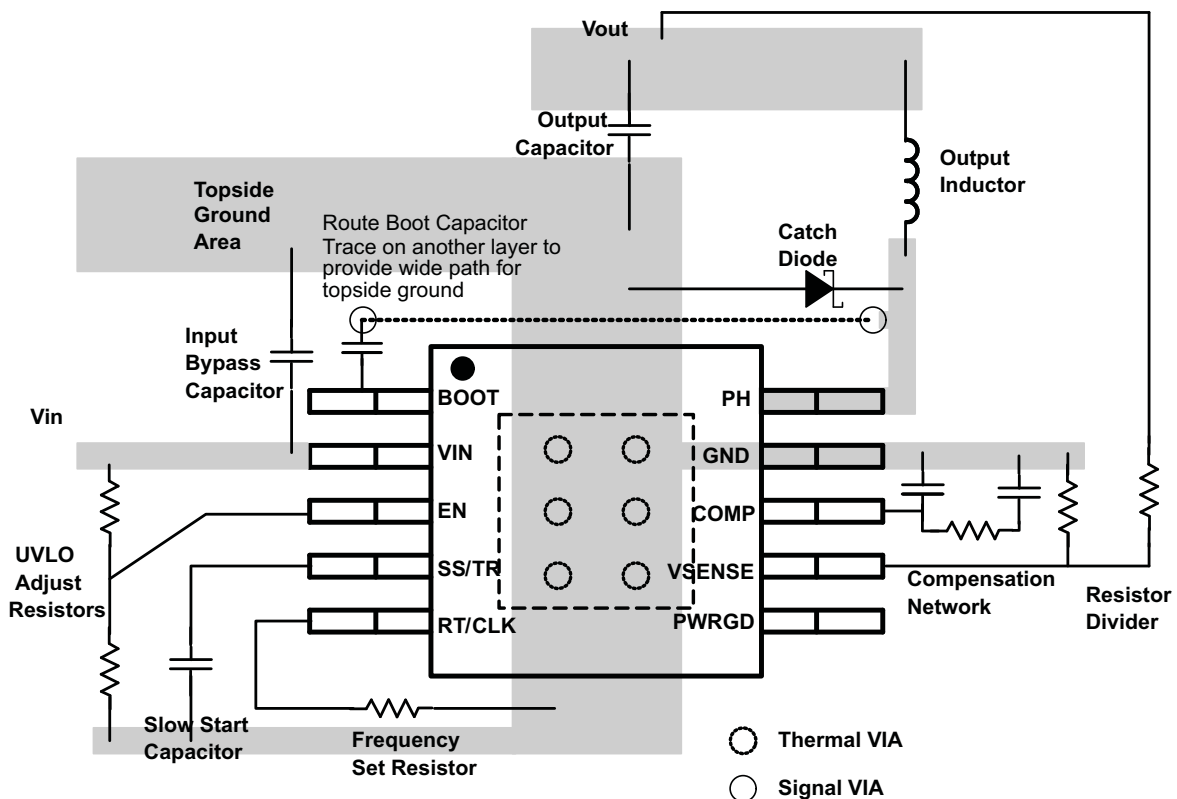 Vout
Output
Capacitor
Output
Inductor
Topside
Ground
Area
Route Boot Capacitor
Trace on another layer to
provide wide path for
topside ground
Catch
Diode
Input
Bypass
Capacitor
Vin
BOOT
VIN
EN
SS/TR
RT/CLK
PH
GND
COMP
VSENSE
PWRGD
UVLO
Adjust
Resistors
Compensation
Network
Resistor
Divider
Slow Start
Capacitor
Frequency
Set Resistor
Thermal VIA
Signal VIA